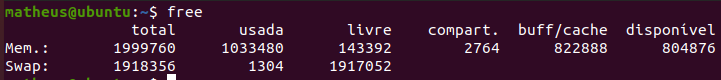 matheus@ubuntu:~$ free
total usada livre compart. buff/cache disponível
Mem.: 1999760 1033480 143392 2764 822888 804876
Swap: 1918356 1304 1917052